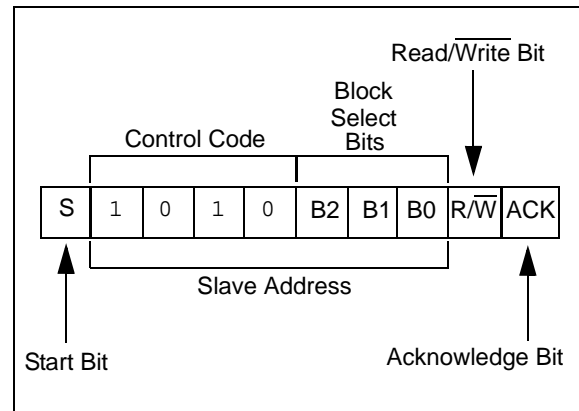 Read/Write Bit
Block
Select
Bits
Control Code
S 1 0 1 0 B2 B1 B0 R/W ACK
Slave Address
Start Bit
Acknowledge Bit